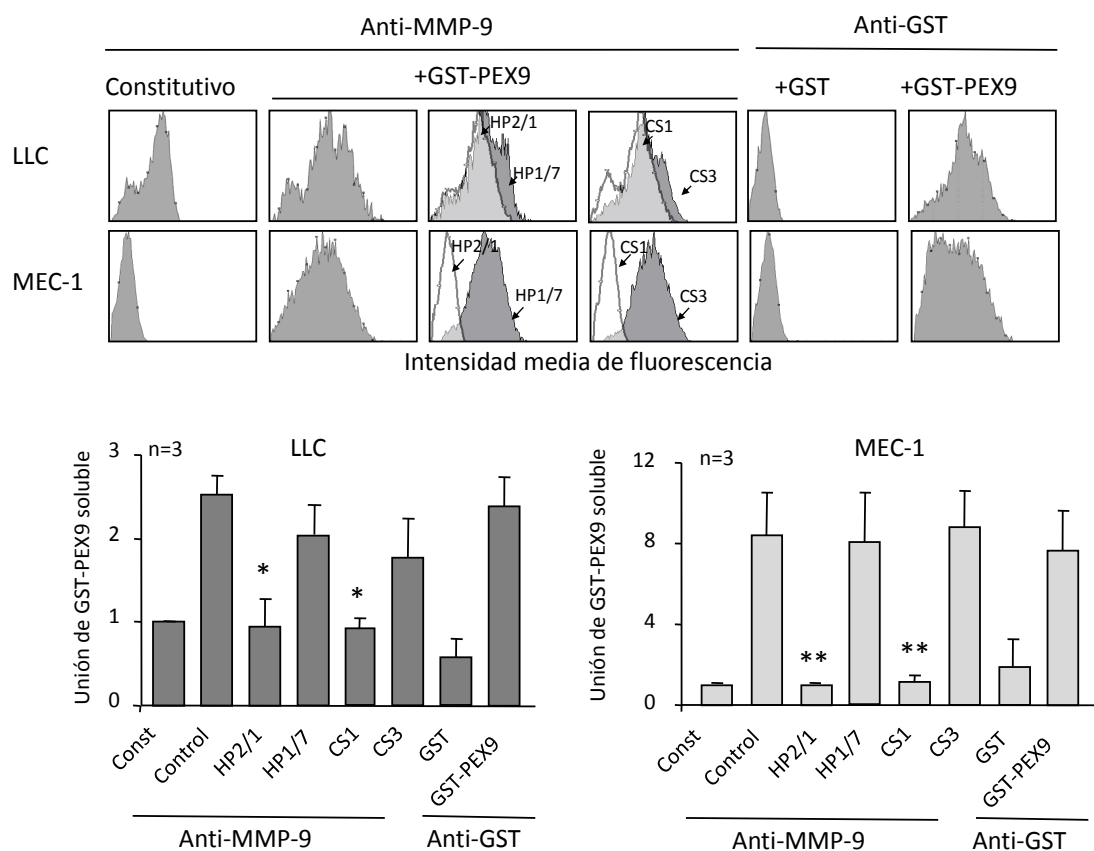 Anti-MMP-9
Anti-GST
Constitutivo
+GST-PEX9
+GST
+GST-PEX9
LLC
HP2/1
HP1/7
CS1
CS3
MEC-1
HP2/1
HP1/7
CS1
CS3
Intensidad media de fluorescencia
LLC
n=3
Unión de GST-PEX9 soluble
3
2
1
0
*
*
Const
Control
HP2/1
HP1/7
CS1
CS3
GST
GST-PEX9
Anti-MMP-9
Anti-GST
MEC-1
n=3
Unión de GST-PEX9 soluble
12
8
4
0
**
**
Const
Control
HP2/1
HP1/7
CS1
CS3
GST
GST-PEX9
Anti-MMP-9
Anti-GST